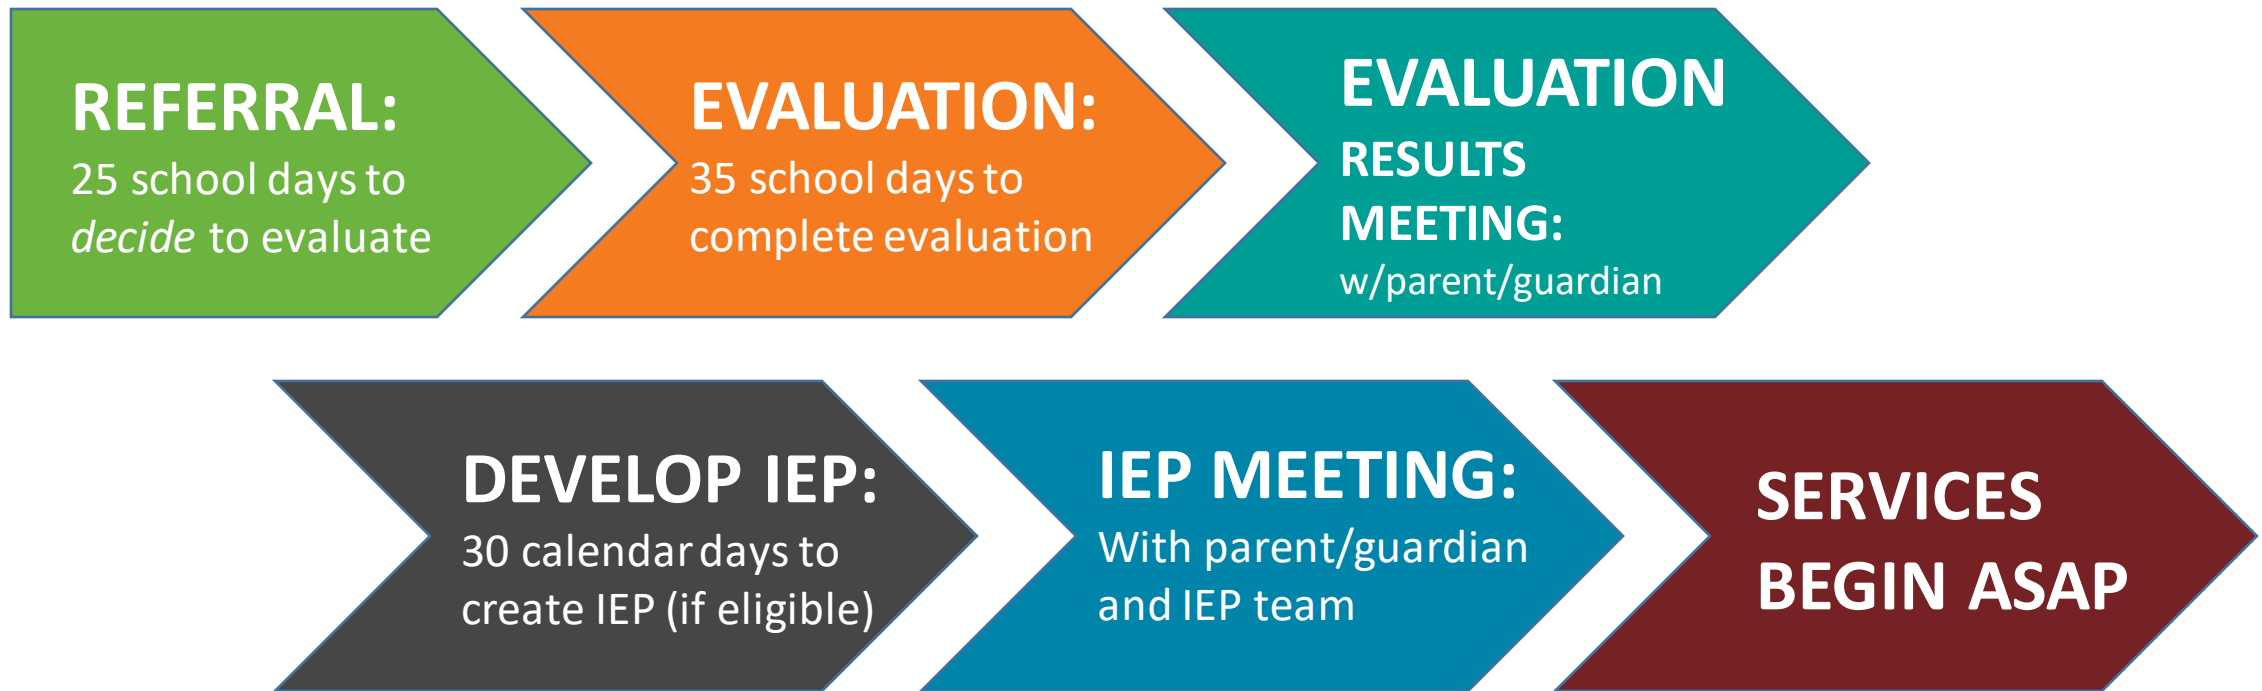 REFERRAL:
25 school days to
decide to evaluate
EVALUATION:
35 school days to
complete evaluation
EVALUATION
RESULTS
MEETING:
w/parent/guardian
DEVELOP IEP:
30 calendar days to
create IEP (if eligible)
IEP MEETING:
With parent/guardian
and IEP team
SERVICES
BEGIN ASAP